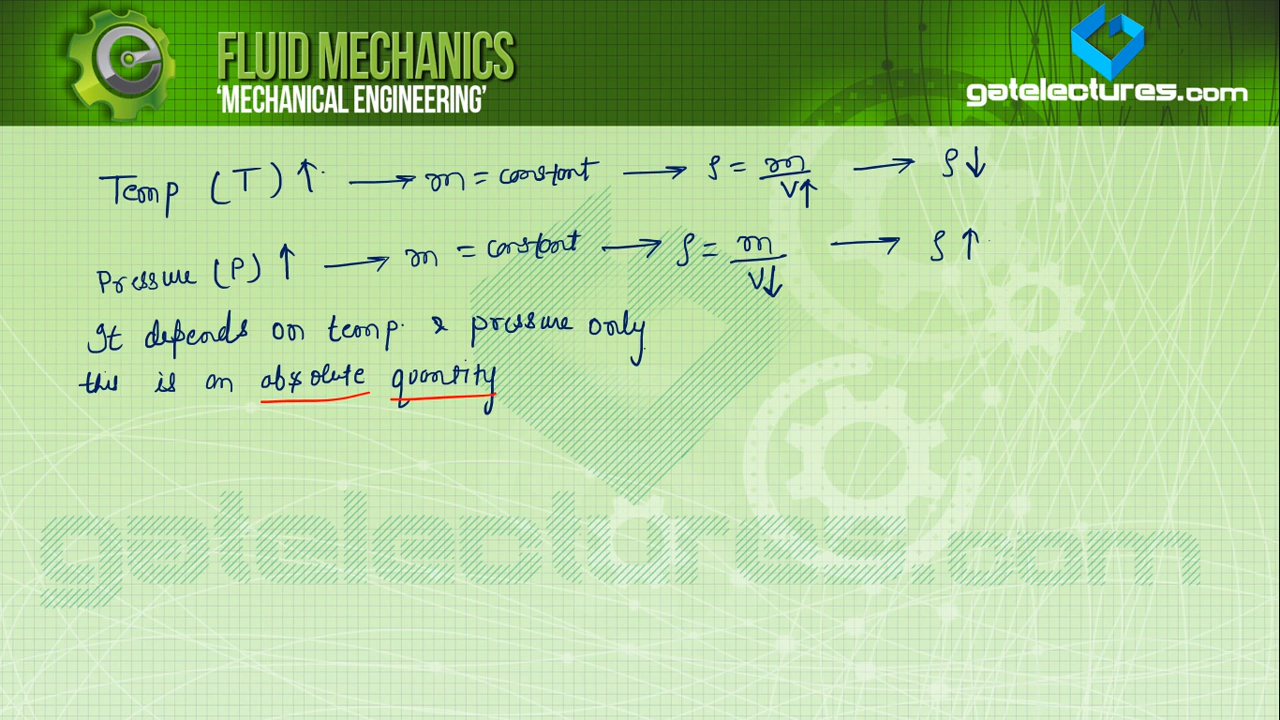 FLUID MECHANICS
'MECHANICAL ENGINEERING'
gatelectures.com
Temp (T) ↑ → m = constant → ρ = m/V↑ → ρ↓
Pressure (P) ↑ → m = constant → ρ = m/V↓ → ρ↑
It depends on temp. & pressure only
this is an absolute quantity
gatelectures.com